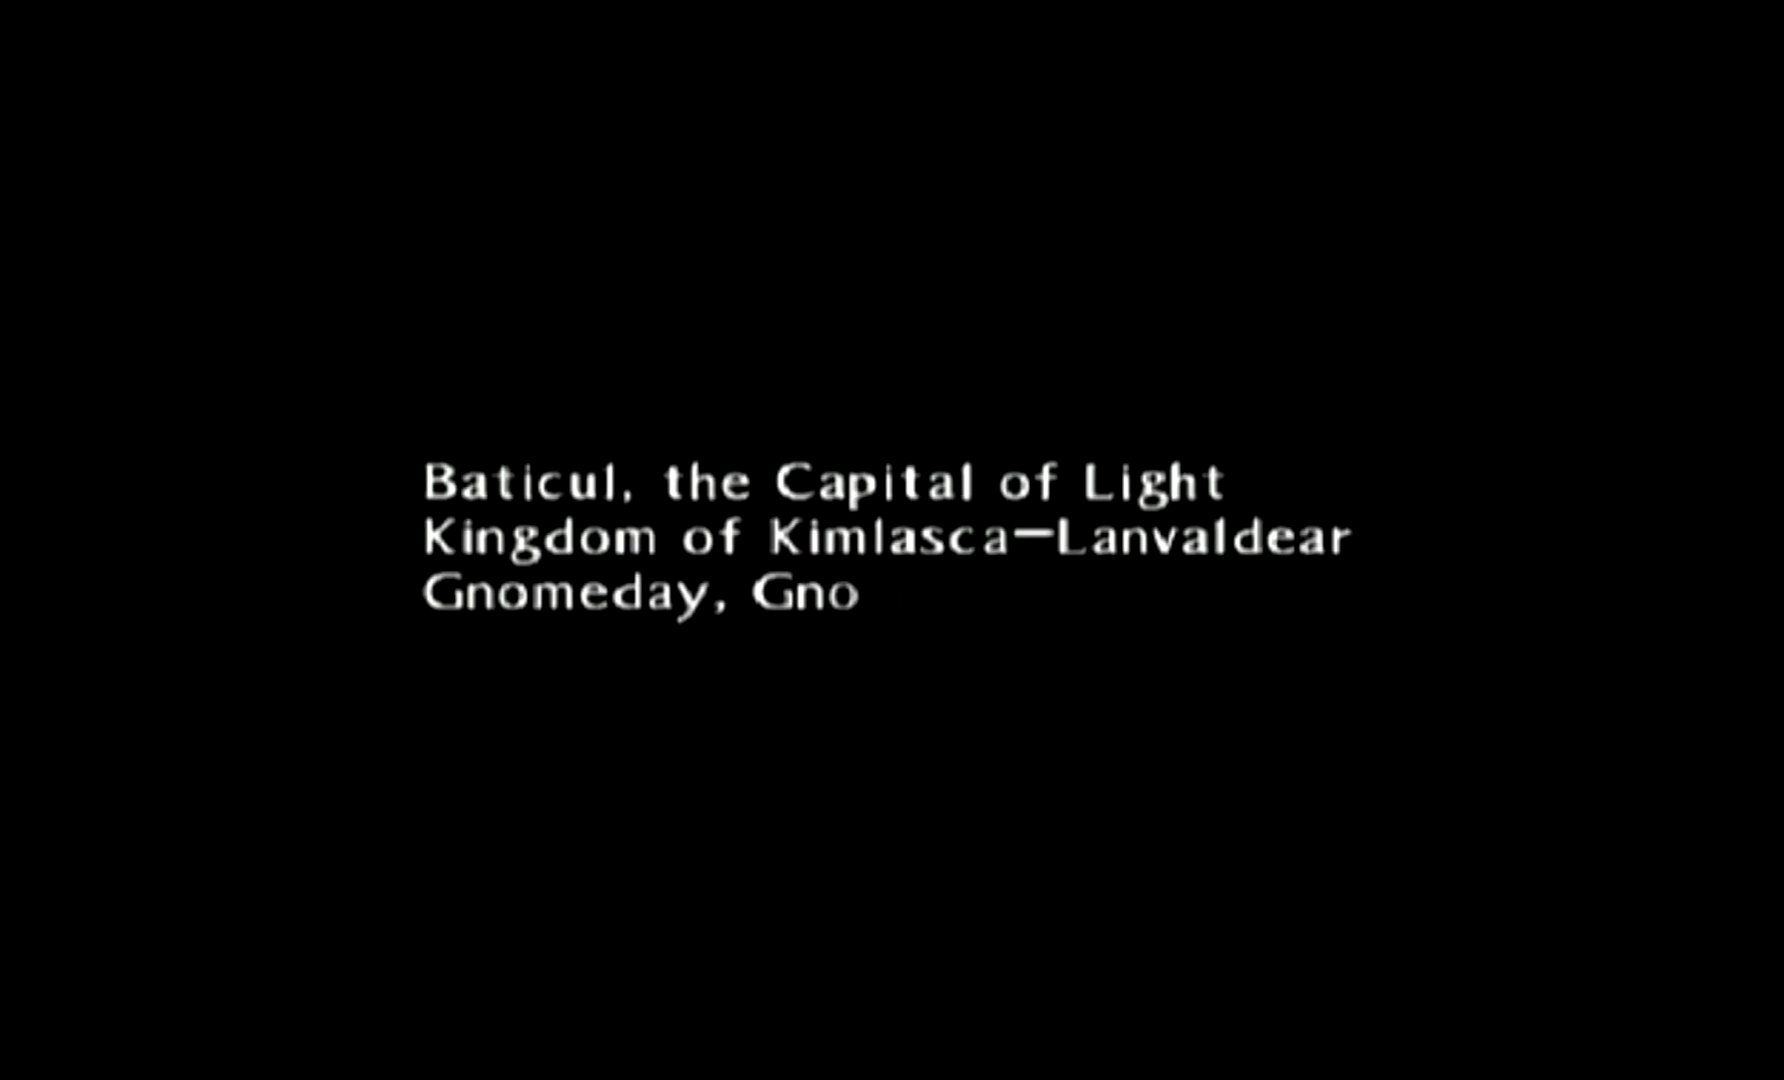 Baticul, the Capital of Light
Kingdom of Kimlasca—Lanvaldear
Gnomeday, Gno